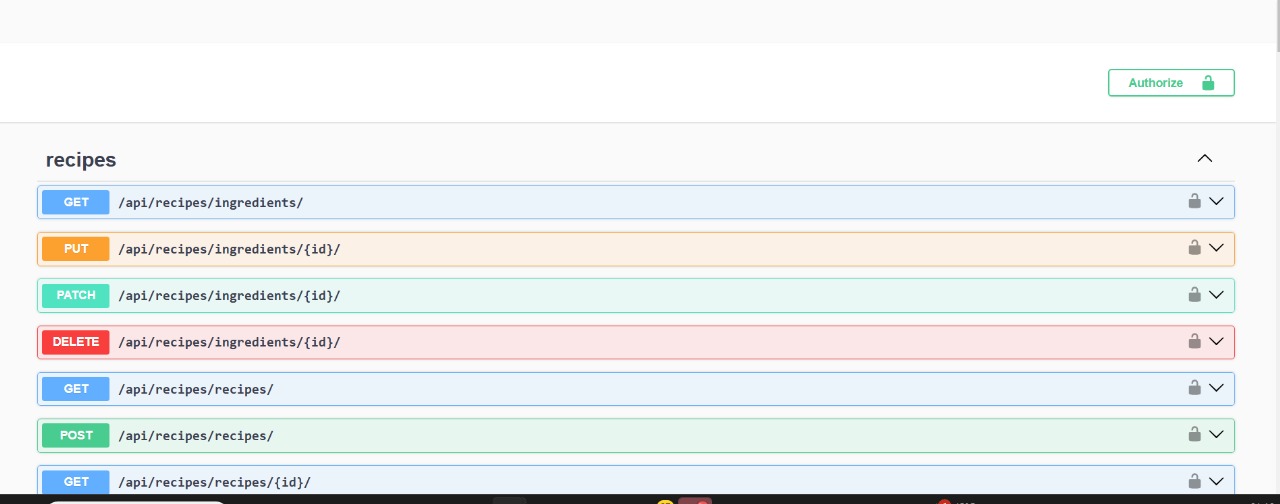 Authorize
recipes
GET /api/recipes/ingredients/
PUT /api/recipes/ingredients/{id}/
PATCH /api/recipes/ingredients/{id}/
DELETE /api/recipes/ingredients/{id}/
GET /api/recipes/recipes/
POST /api/recipes/recipes/
GET /api/recipes/recipes/{id}/